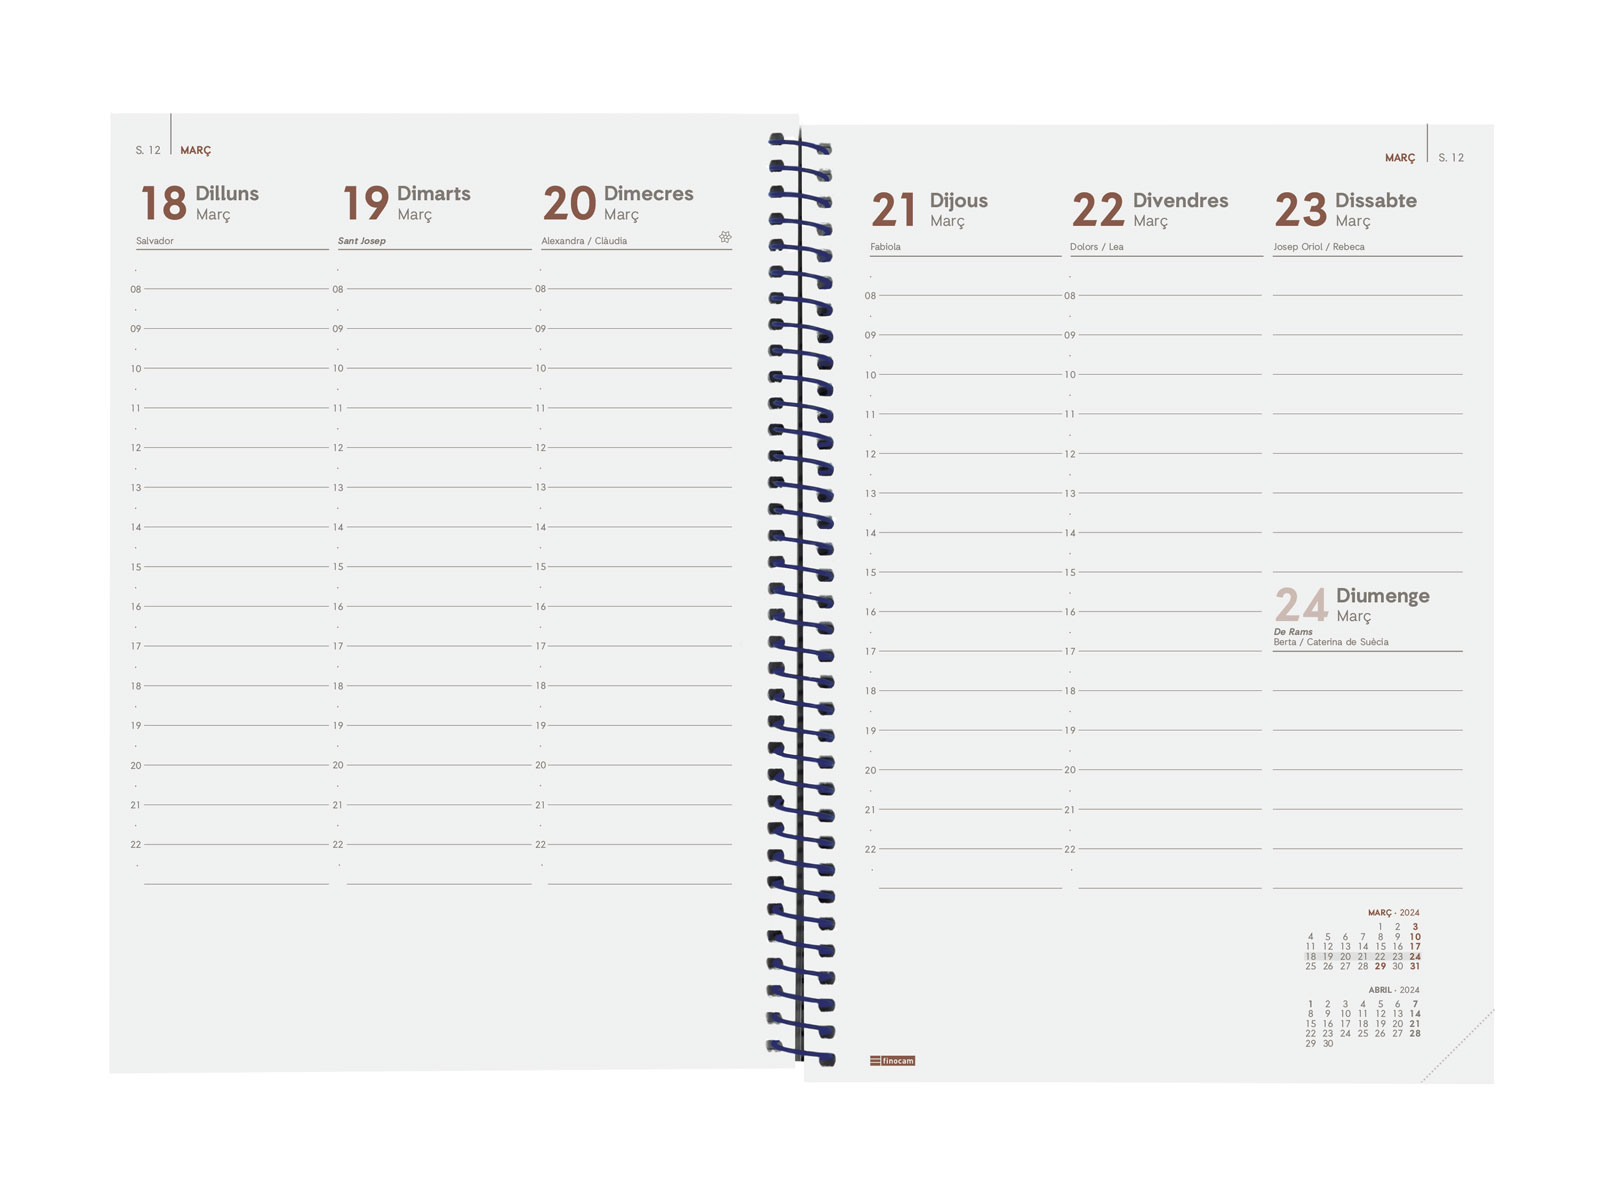 S. 12 MARÇ
18 Dilluns
Març
Salvador
08
09
10
11
12
13
14
15
16
17
18
19
20
21
22
19 Dimarts
Març
Sant Josep
08
09
10
11
12
13
14
15
16
17
18
19
20
21
22
20 Dimecres
Març
Alexandra / Clàudia
08
09
10
11
12
13
14
15
16
17
18
19
20
21
22
MARÇ S. 12
21 Dijous
Març
Fabiola
08
09
10
11
12
13
14
15
16
17
18
19
20
21
22
22 Divendres
Març
Dolors / Lea
08
09
10
11
12
13
14
15
16
17
18
19
20
21
22
23 Dissabte
Març
Josep Oriol / Rebeca
24 Diumenge
Març
De Rams
Berta / Caterina de Suècia
MARÇ · 2024
1 2 3
4 5 6 7 8 9 10
11 12 13 14 15 16 17
18 19 20 21 22 23 24
25 26 27 28 29 30 31
ABRIL · 2024
1 2 3 4 5 6 7
8 9 10 11 12 13 14
15 16 17 18 19 20 21
22 23 24 25 26 27 28
29 30
finocam